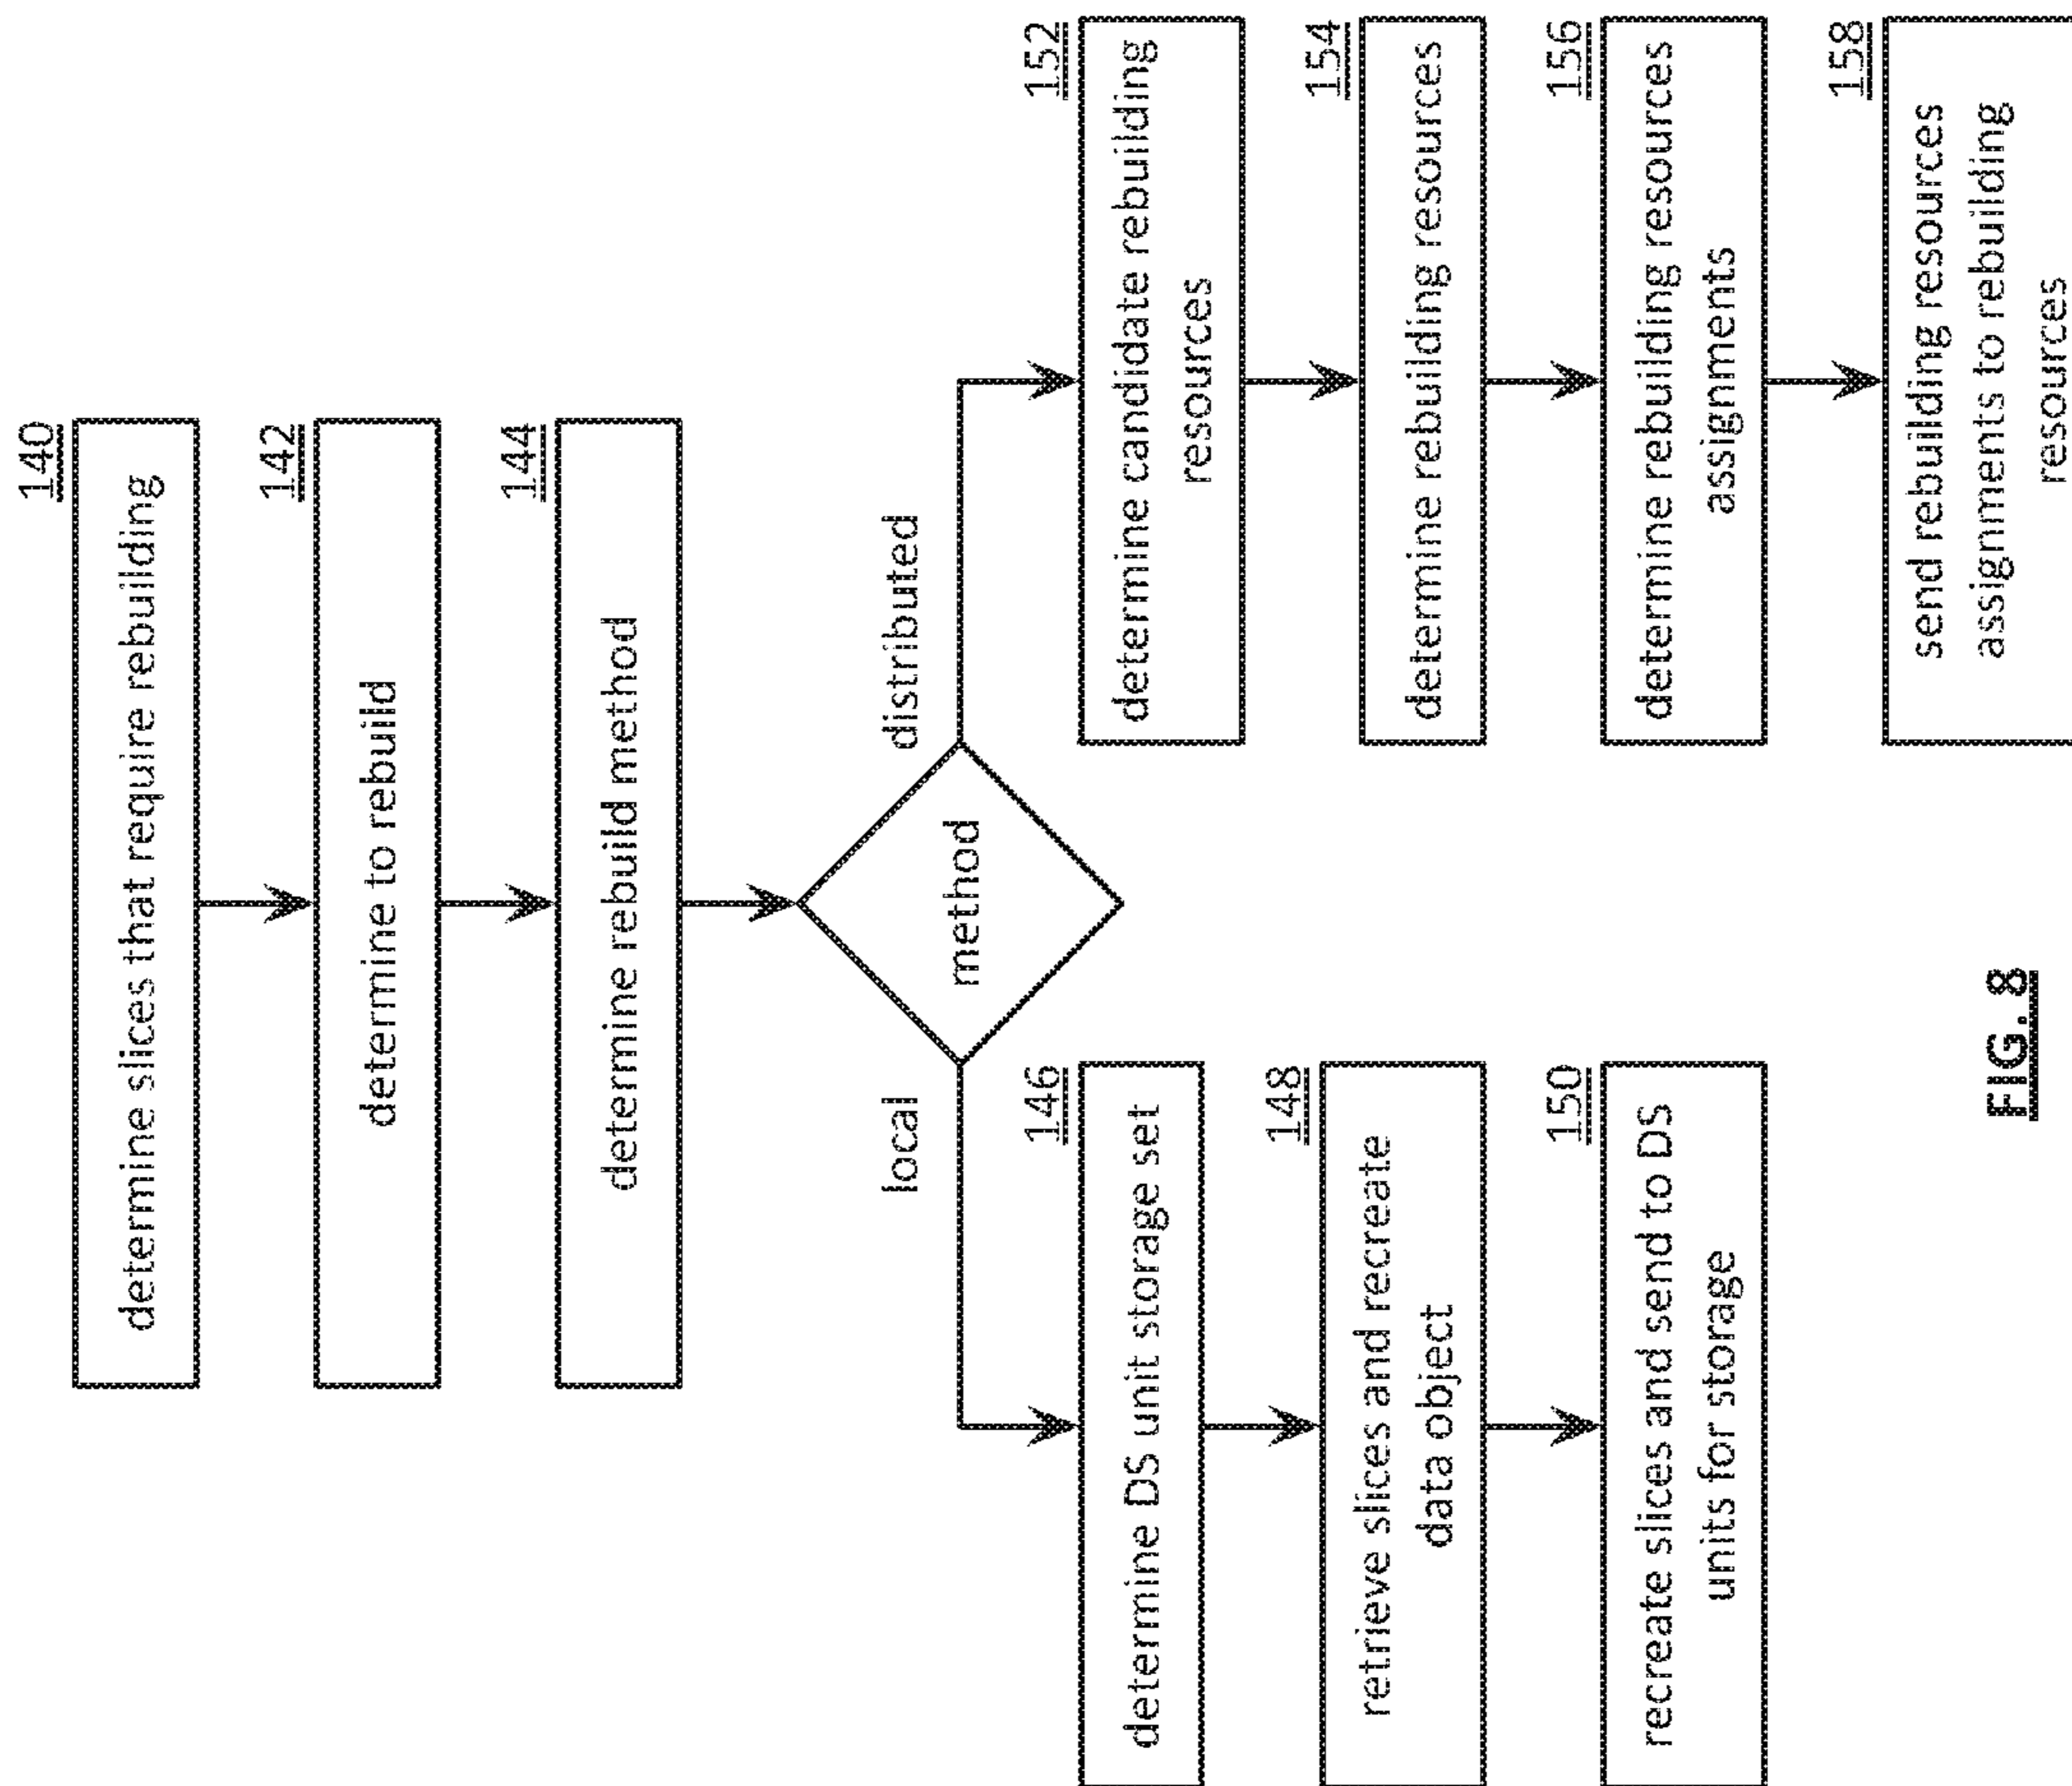 140
determine slices that require rebuilding
142
determine to rebuild
144
determine rebuild method
method
local
distributed
146
determine DS unit storage set
148
retrieve slices and recreate
data object
150
recreate slices and send to DS
units for storage
152
determine candidate rebuilding
resources
154
determine rebuilding resources
156
determine rebuilding resources
assignments
158
send rebuilding resources
assignments to rebuilding
resources
FIG. 8